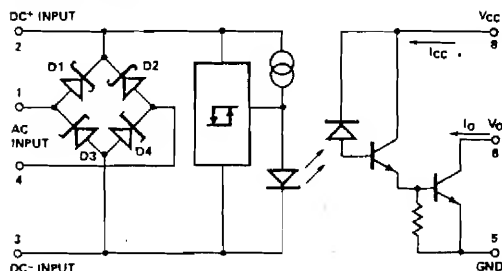 DC+ INPUT
2
D1
D2
1
AC
INPUT
D3
D4
4
3
DC- INPUT
VCC
8
ICC
IO
VO
6
5
GND